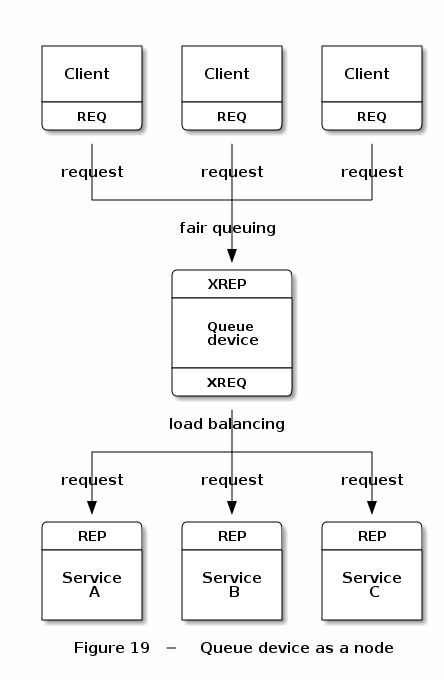 Client Client Client
REQ REQ REQ
request request request
fair queuing
XREP
Queue
device
XREQ
load balancing
request request request
REP REP REP
Service Service Service
A B C
Figure 19 – Queue device as a node